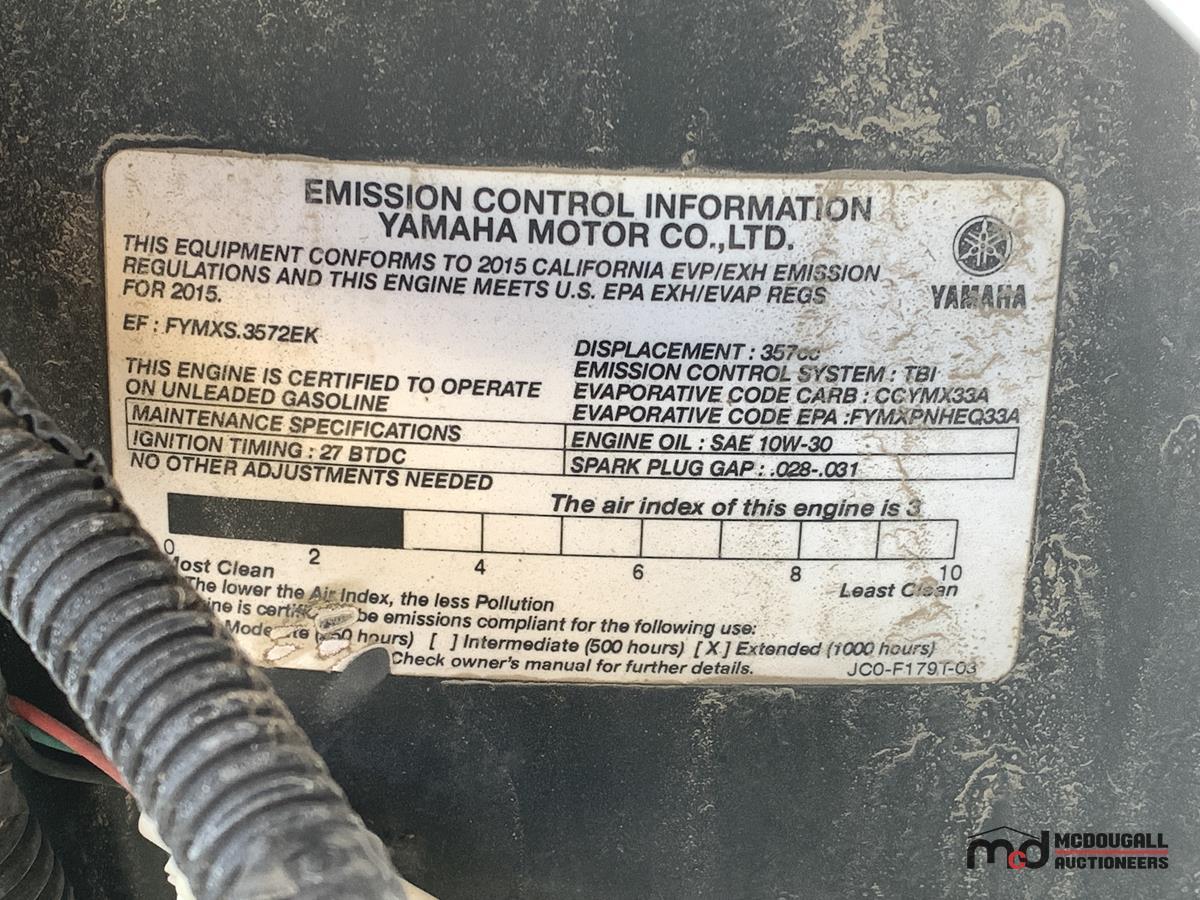 EMISSION CONTROL INFORMATION
YAMAHA MOTOR CO.,LTD.
THIS EQUIPMENT CONFORMS TO 2015 CALIFORNIA EVP/EXH EMISSION
REGULATIONS AND THIS ENGINE MEETS U.S. EPA EXH/EVAP REGS
FOR 2015.
YAMAHA
EF : FYMXS.3572EK
THIS ENGINE IS CERTIFIED TO OPERATE
ON UNLEADED GASOLINE
DISPLACEMENT : 357cc
EMISSION CONTROL SYSTEM : TBI
EVAPORATIVE CODE CARB : CCYMX33A
EVAPORATIVE CODE EPA :FYMXPNHEQ33A
MAINTENANCE SPECIFICATIONS
IGNITION TIMING : 27 BTDC
NO OTHER ADJUSTMENTS NEEDED
ENGINE OIL : SAE 10W-30
SPARK PLUG GAP : .028-.031
The air index of this engine is 3
0 2 4 6 8 10
Most Clean Least Clean
The lower the Air Index, the less Pollution
is be emissions compliant for the following use:
Moderate hours) [ ] Intermediate (500 hours) [ X ] Extended (1000 hours)
Check owner's manual for further details.
JC0-F179T-03
mcd MCDOUGALL
AUCTIONEERS